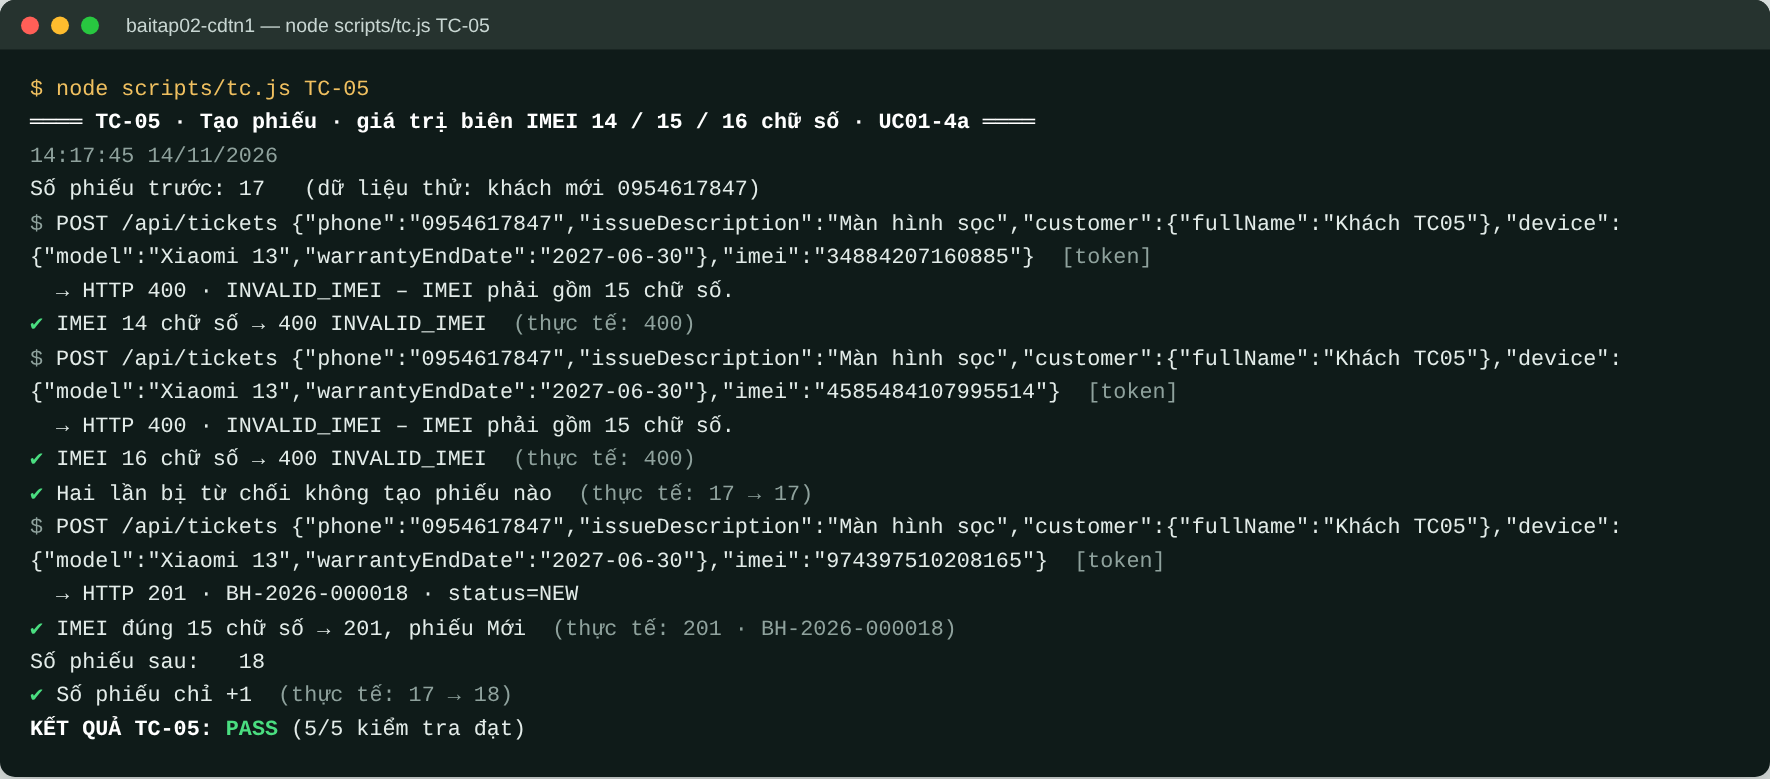 baitap02-cdtn1 — node scripts/tc.js TC-05
$ node scripts/tc.js TC-05
════ TC-05 · Tạo phiếu · giá trị biên IMEI 14 / 15 / 16 chữ số · UC01-4a ════
14:17:45 14/11/2026
Số phiếu trước: 17   (dữ liệu thử: khách mới 0954617847)
$ POST /api/tickets {"phone":"0954617847","issueDescription":"Màn hình sọc","customer":{"fullName":"Khách TC05"},"device":
{"model":"Xiaomi 13","warrantyEndDate":"2027-06-30"},"imei":"34884207160885"}  [token]
  → HTTP 400 · INVALID_IMEI – IMEI phải gồm 15 chữ số.
✔ IMEI 14 chữ số → 400 INVALID_IMEI  (thực tế: 400)
$ POST /api/tickets {"phone":"0954617847","issueDescription":"Màn hình sọc","customer":{"fullName":"Khách TC05"},"device":
{"model":"Xiaomi 13","warrantyEndDate":"2027-06-30"},"imei":"4585484107995514"}  [token]
  → HTTP 400 · INVALID_IMEI – IMEI phải gồm 15 chữ số.
✔ IMEI 16 chữ số → 400 INVALID_IMEI  (thực tế: 400)
✔ Hai lần bị từ chối không tạo phiếu nào  (thực tế: 17 → 17)
$ POST /api/tickets {"phone":"0954617847","issueDescription":"Màn hình sọc","customer":{"fullName":"Khách TC05"},"device":
{"model":"Xiaomi 13","warrantyEndDate":"2027-06-30"},"imei":"974397510208165"}  [token]
  → HTTP 201 · BH-2026-000018 · status=NEW
✔ IMEI đúng 15 chữ số → 201, phiếu Mới  (thực tế: 201 · BH-2026-000018)
Số phiếu sau:   18
✔ Số phiếu chỉ +1  (thực tế: 17 → 18)
KẾT QUẢ TC-05: PASS (5/5 kiểm tra đạt)